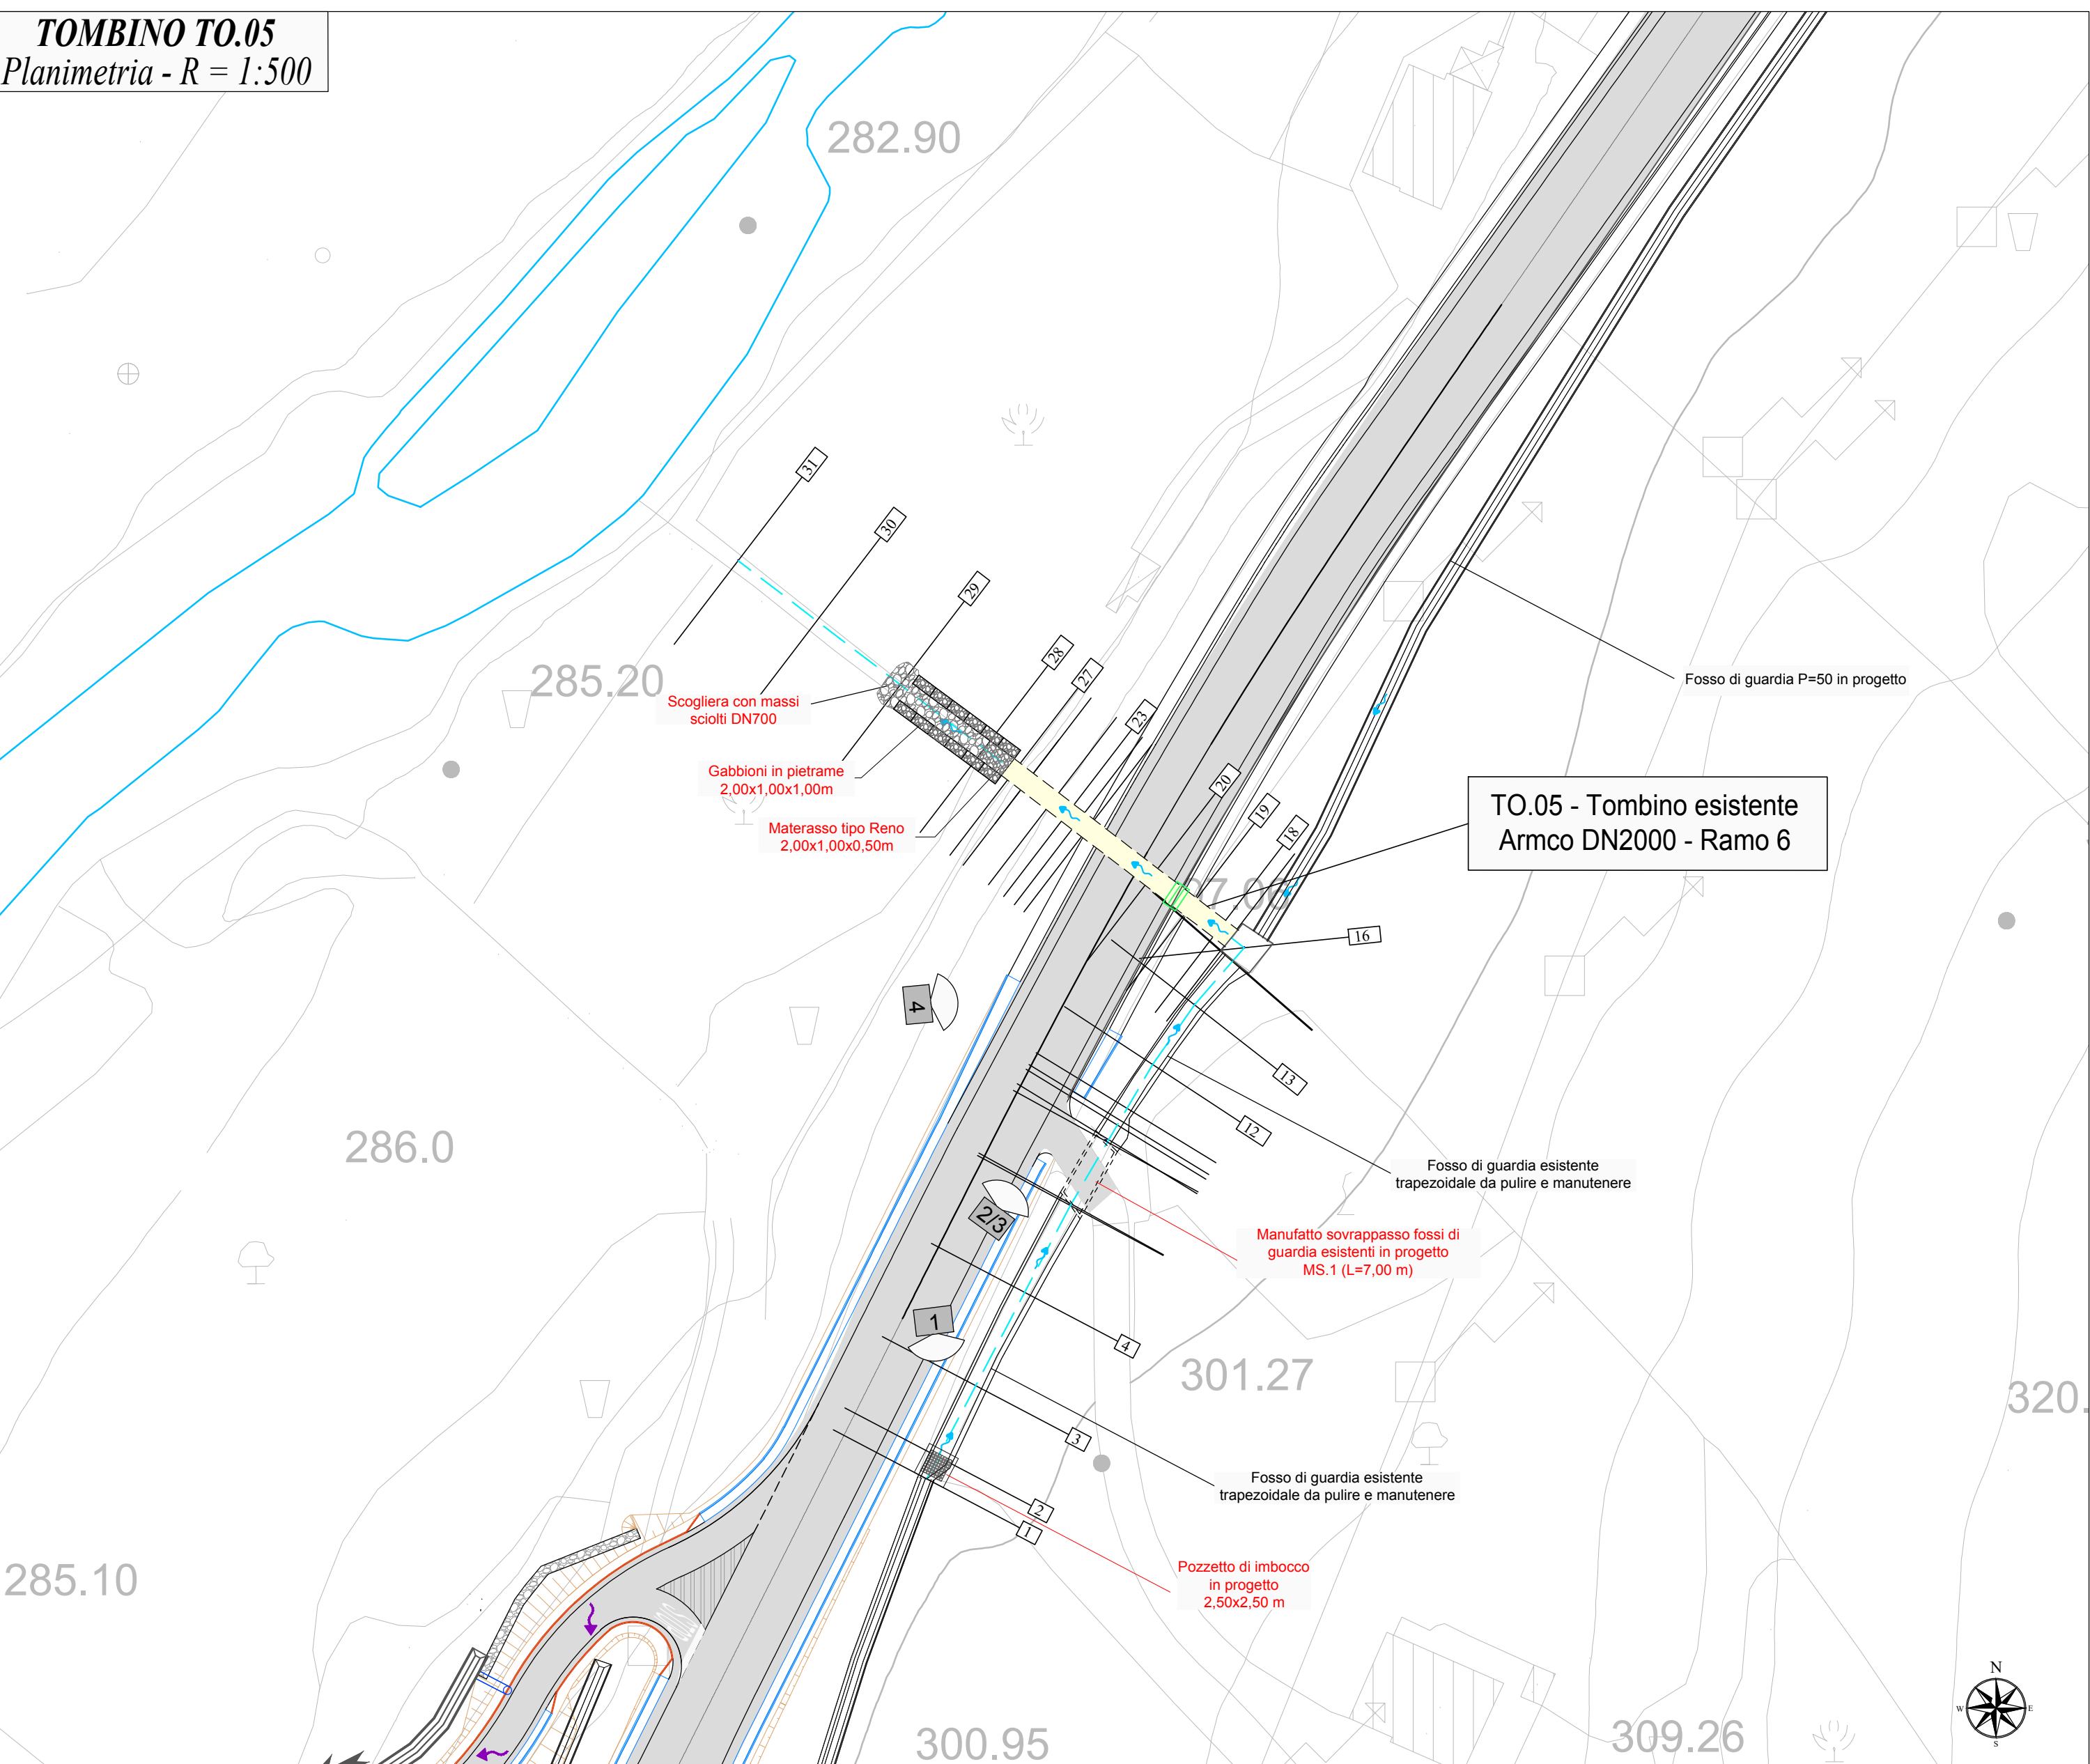 TOMBINO TO.05
Planimetria - R = 1:500
282.90
31
30
29
285.20
28
27
Scogliera con massi
sciolti DN700
Fosso di guardia P=50 in progetto
23
Gabbioni in pietrame
2,00x1,00x1,00m
20
19
18
TO.05 - Tombino esistente
Armco DN2000 - Ramo 6
Materasso tipo Reno
2,00x1,00x0,50m
16
4
13
12
286.0
Fosso di guardia esistente
trapezoidale da pulire e manutenere
2/3
Manufatto sovrappasso fossi di
guardia esistenti in progetto
MS.1 (L=7,00 m)
1
4
301.27
320.
3
Fosso di guardia esistente
trapezoidale da pulire e manutenere
2
1
285.10
Pozzetto di imbocco
in progetto
2,50x2,50 m
N
W
E
S
300.95
309.26